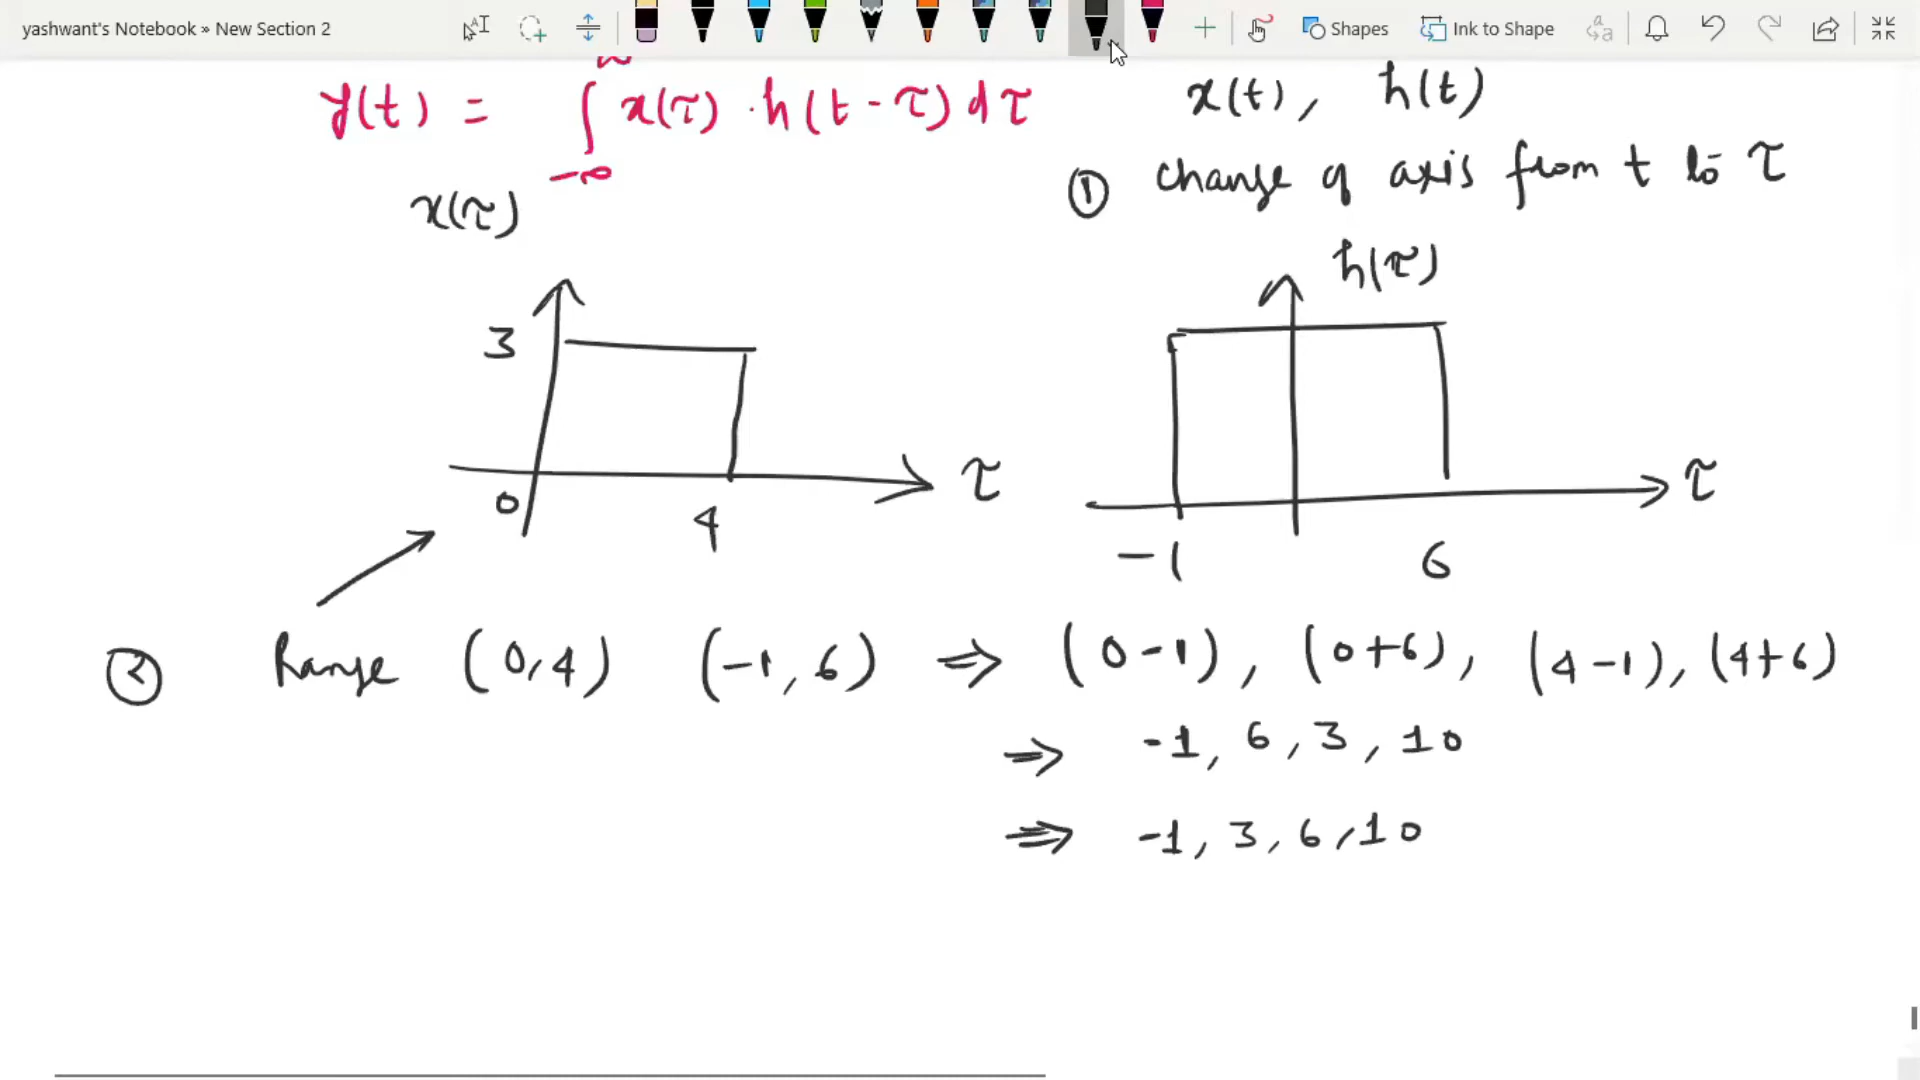 yashwant's Notebook » New Section 2
Shapes
Ink to Shape
y(t) = ∫ x(τ) · h(t - τ) dτ
-∞
∞
x(t), h(t)
① change of axis from t to τ
x(τ)
h(τ)
3
τ
τ
0
4
-1
6
② Range (0,4) (-1,6) ⇒ (0-1), (0+6), (4-1), (4+6)
⇒ -1, 6, 3, 10
⇒ -1, 3, 6, 10